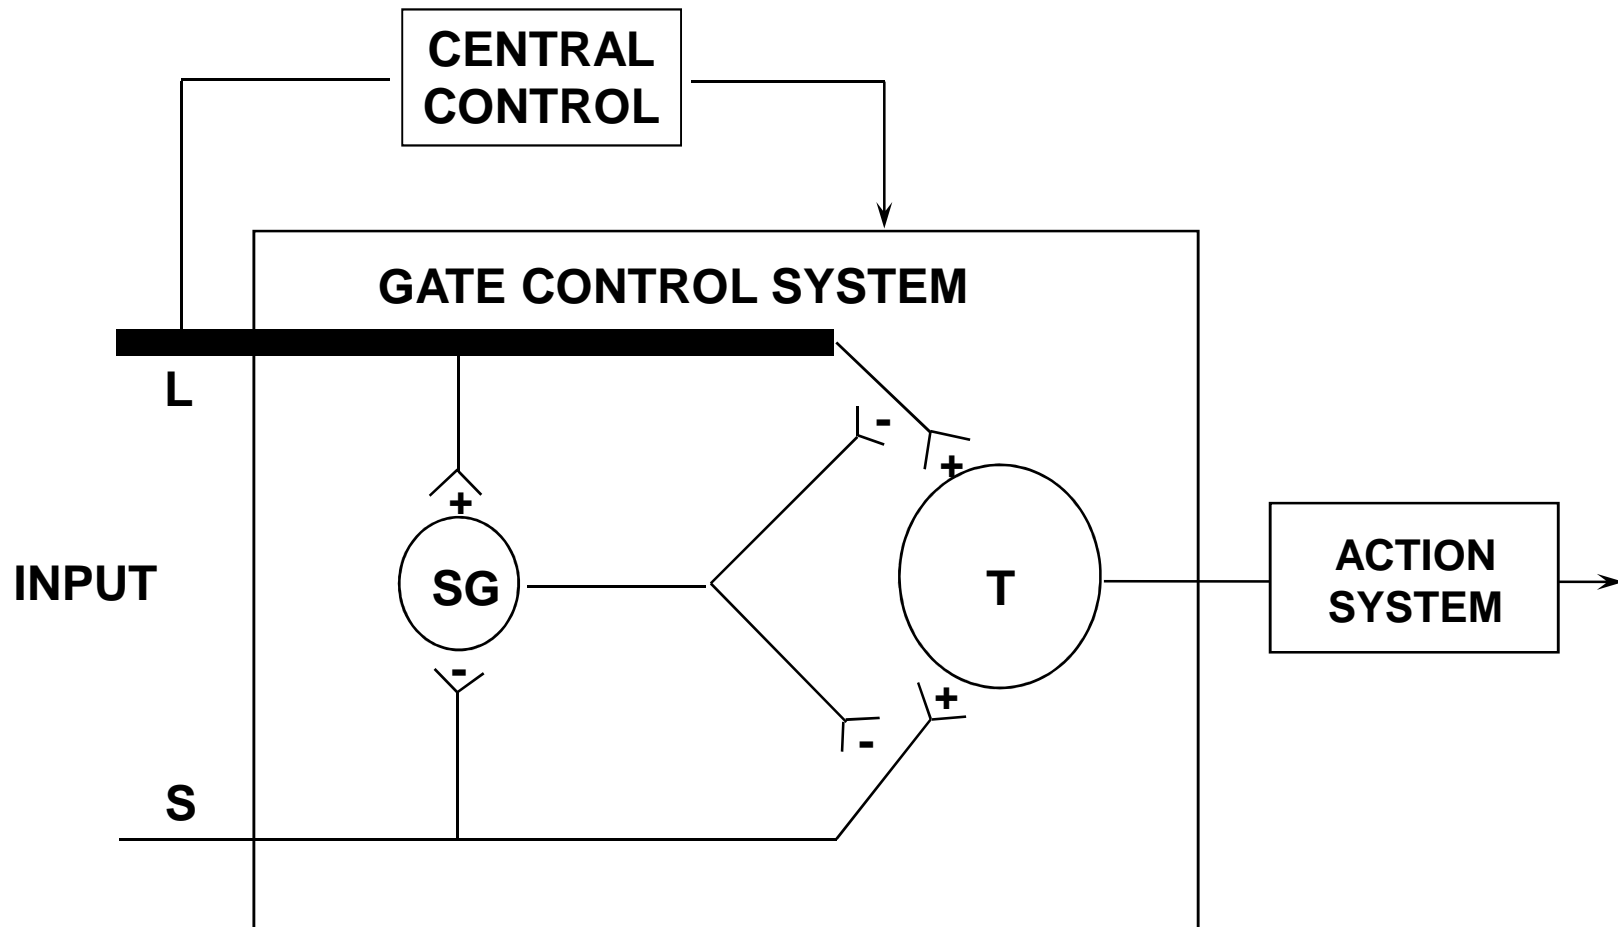 CENTRAL
CONTROL
GATE CONTROL SYSTEM
L
-
+
+
INPUT
SG
T
ACTION
SYSTEM
-
+
-
S